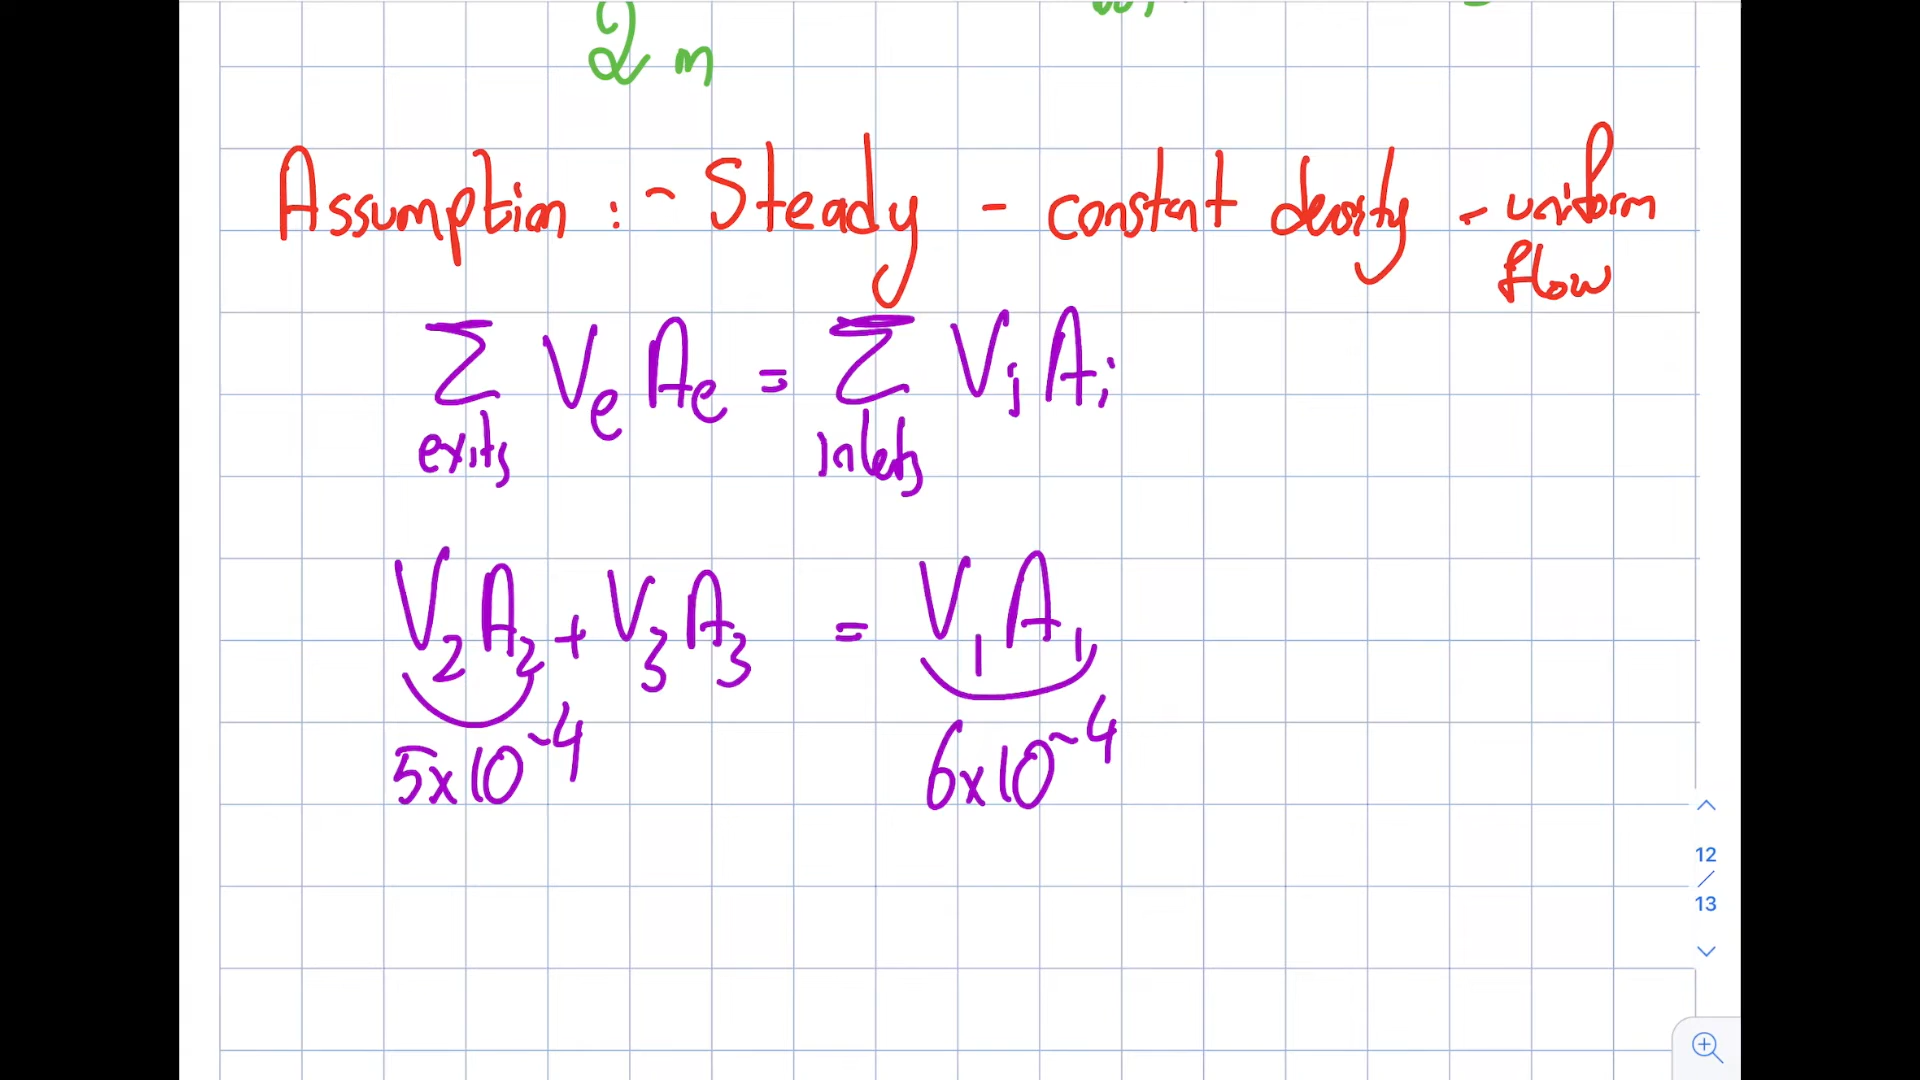 2 m
Assumption : - Steady - constant density - uniform
flow
∑ Ve Ae = ∑ Vi Ai
exits inlets
V2 A2 + V3 A3 = V1 A1
5x10^-4 6x10^-4
12
/
13